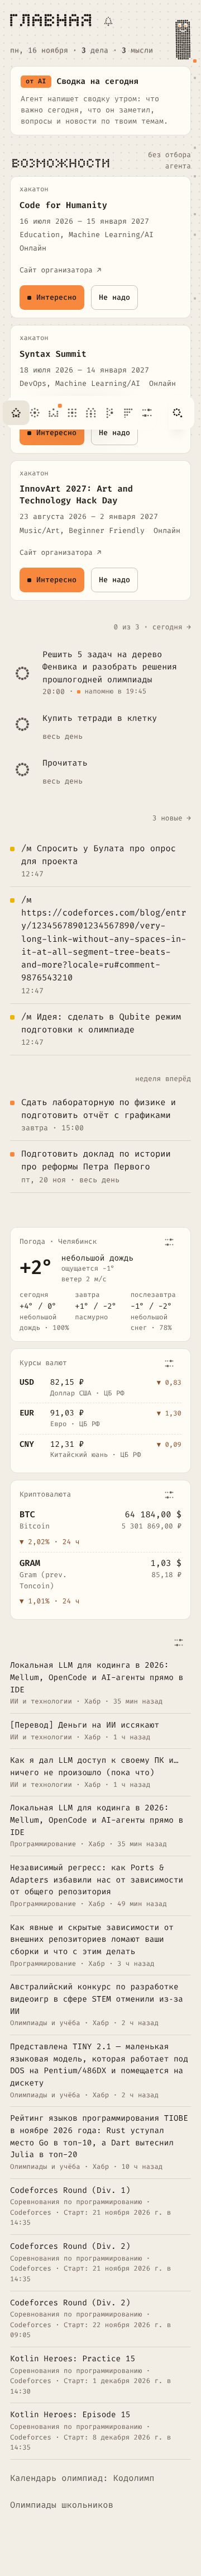 ГЛАВНАЯ
пн, 16 ноября · 3 дела · 3 мысли
от AI Сводка на сегодня
Агент напишет сводку утром: что
важно сегодня, что он заметил,
вопросы и новости по твоим темам.
ВОЗМОЖНОСТИ
без отбора
агента
хакатон
Code for Humanity
16 июля 2026 – 15 января 2027
Education, Machine Learning/AI
Онлайн
Сайт организатора ↗
Интересно
Не надо
хакатон
Syntax Summit
18 июля 2026 – 14 января 2027
DevOps, Machine Learning/AI Онлайн
Интересно
Не надо
хакатон
InnovArt 2027: Art and
Technology Hack Day
23 августа 2026 – 2 января 2027
Music/Art, Beginner Friendly Онлайн
Сайт организатора ↗
Интересно
Не надо
0 из 3 · сегодня →
Решить 5 задач на дерево
Фенвика и разобрать решения
прошлогодней олимпиады
20:00 · напомню в 19:45
Купить тетради в клетку
весь день
Прочитать
весь день
3 новые →
/м Спросить у Булата про опрос
для проекта
12:47
/м
https://codeforces.com/blog/entr
y/12345678901234567890/very-
long-link-without-any-spaces-in-
it-at-all-segment-tree-beats-
and-more?locale=ru#comment-
9876543210
12:47
/м Идея: сделать в Qubite режим
подготовки к олимпиаде
12:47
неделя вперёд
Сдать лабораторную по физике и
подготовить отчёт с графиками
завтра · 15:00
Подготовить доклад по истории
про реформы Петра Первого
пт, 20 ноя · весь день
Погода · Челябинск
+2°
небольшой дождь
ощущается −1°
ветер 2 м/с
сегодня
+4° / 0°
небольшой
дождь · 100%
завтра
+1° / −2°
пасмурно
послезавтра
−1° / −2°
небольшой
снег · 78%
Курсы валют
USD 82,15 ₽ ▼ 0,83
Доллар США · ЦБ РФ
EUR 91,03 ₽ ▼ 1,30
Евро · ЦБ РФ
CNY 12,31 ₽ ▼ 0,09
Китайский юань · ЦБ РФ
Криптовалюта
BTC 64 184,00 $
Bitcoin 5 301 869,00 ₽
▼ 2,02% · 24 ч
GRAM 1,03 $
Gram (prev. 85,18 ₽
Toncoin)
▼ 1,01% · 24 ч
Локальная LLM для кодинга в 2026:
Mellum, OpenCode и AI-агенты прямо в
IDE
ИИ и технологии · Хабр · 35 мин назад
[Перевод] Деньги на ИИ иссякают
ИИ и технологии · Хабр · 1 ч назад
Как я дал LLM доступ к своему ПК и…
ничего не произошло (пока что)
ИИ и технологии · Хабр · 1 ч назад
Локальная LLM для кодинга в 2026:
Mellum, OpenCode и AI-агенты прямо в
IDE
Программирование · Хабр · 35 мин назад
Независимый регресс: как Ports &
Adapters избавили нас от зависимости
от общего репозитория
Программирование · Хабр · 49 мин назад
Как явные и скрытые зависимости от
внешних репозиториев ломают ваши
сборки и что с этим делать
Программирование · Хабр · 3 ч назад
Австралийский конкурс по разработке
видеоигр в сфере STEM отменили из-за
ИИ
Олимпиады и учёба · Хабр · 2 ч назад
Представлена TINY 2.1 — маленькая
языковая модель, которая работает под
DOS на Pentium/486DX и помещается на
дискету
Олимпиады и учёба · Хабр · 2 ч назад
Рейтинг языков программирования TIOBE
в ноябре 2026 года: Rust уступал
место Go в топ-10, а Dart вытеснил
Julia в топ-20
Олимпиады и учёба · Хабр · 10 ч назад
Codeforces Round (Div. 1)
Соревнования по программированию ·
Codeforces · Старт: 21 ноября 2026 г. в
14:35
Codeforces Round (Div. 2)
Соревнования по программированию ·
Codeforces · Старт: 21 ноября 2026 г. в
14:35
Codeforces Round (Div. 2)
Соревнования по программированию ·
Codeforces · Старт: 22 ноября 2026 г. в
09:05
Kotlin Heroes: Practice 15
Соревнования по программированию ·
Codeforces · Старт: 1 декабря 2026 г. в
14:30
Kotlin Heroes: Episode 15
Соревнования по программированию ·
Codeforces · Старт: 8 декабря 2026 г. в
14:35
Календарь олимпиад: Кодолимп
Олимпиады школьников